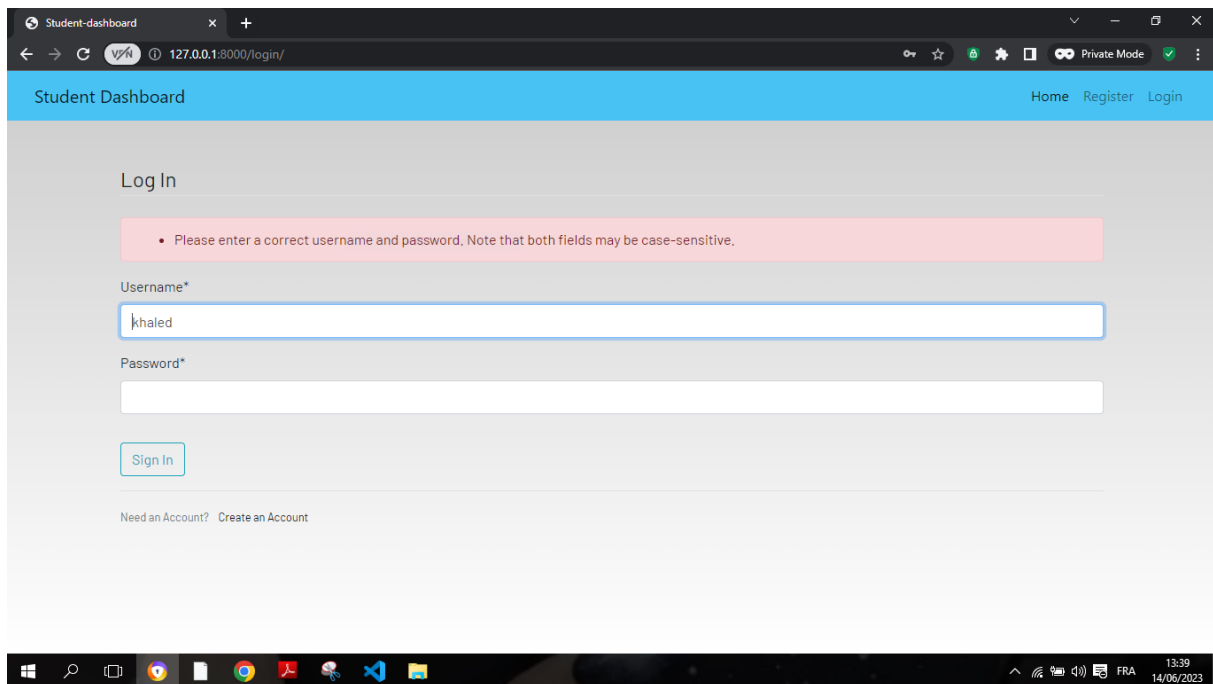 Student-dashboard
VPN 127.0.0.1:8000/login/ Private Mode
Student Dashboard Home Register Login
Log In
Please enter a correct username and password. Note that both fields may be case-sensitive.
Username*
khaled
Password*
Sign In
Need an Account? Create an Account
FRA 13:39
14/06/2023